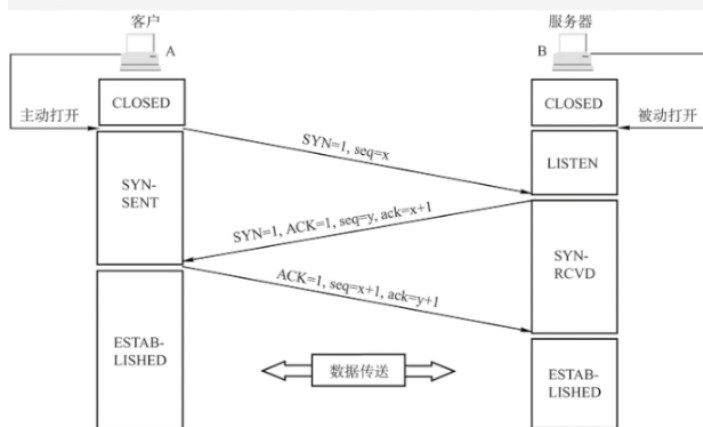 客户
服务器
A
B
CLOSED
CLOSED
主动打开
被动打开
SYN=1, seq=x
LISTEN
SYN-
SENT
SYN=1, ACK=1, seq=y, ack=x+1
SYN-
RCVD
ACK=1, seq=x+1, ack=y+1
ESTAB-
LISHED
数据传送
ESTAB-
LISHED